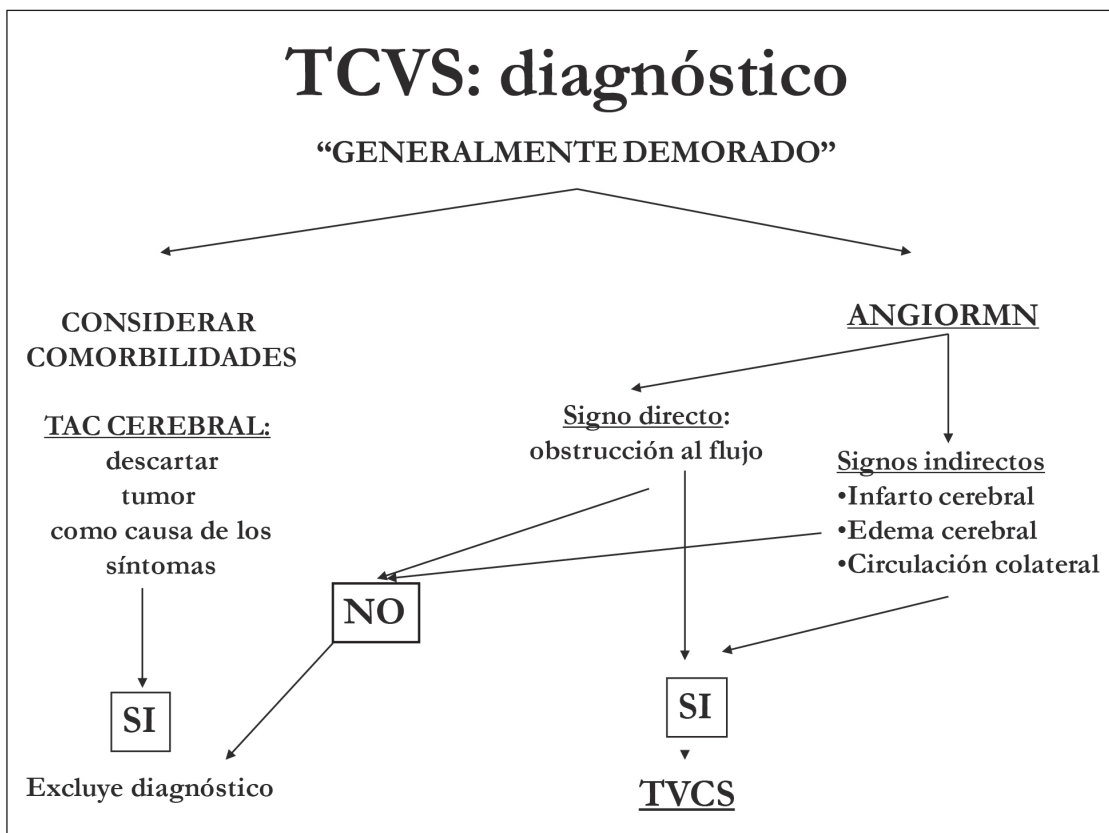 TCVS: diagnóstico
“GENERALMENTE DEMORADO”
CONSIDERAR
COMORBILIDADES
TAC CEREBRAL:
descartar
tumor
como causa de los
síntomas
SI
Excluye diagnóstico
NO
ANGIORMN
Signo directo:
obstrucción al flujo
Signos indirectos
•Infarto cerebral
•Edema cerebral
•Circulación colateral
SI
TVCS